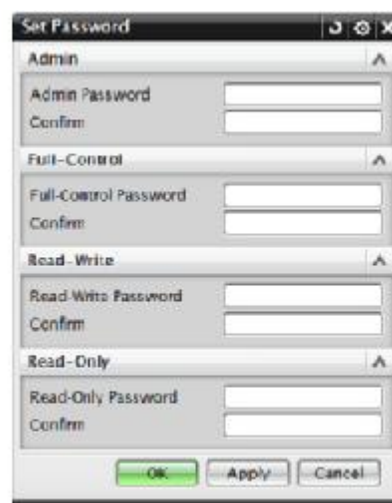 Set Password
Admin
Admin Password
Confirm
Full-Control
Full-Control Password
Confirm
Read-Write
Read-Write Password
Confirm
Read-Only
Read-Only Password
Confirm
OK Apply Cancel